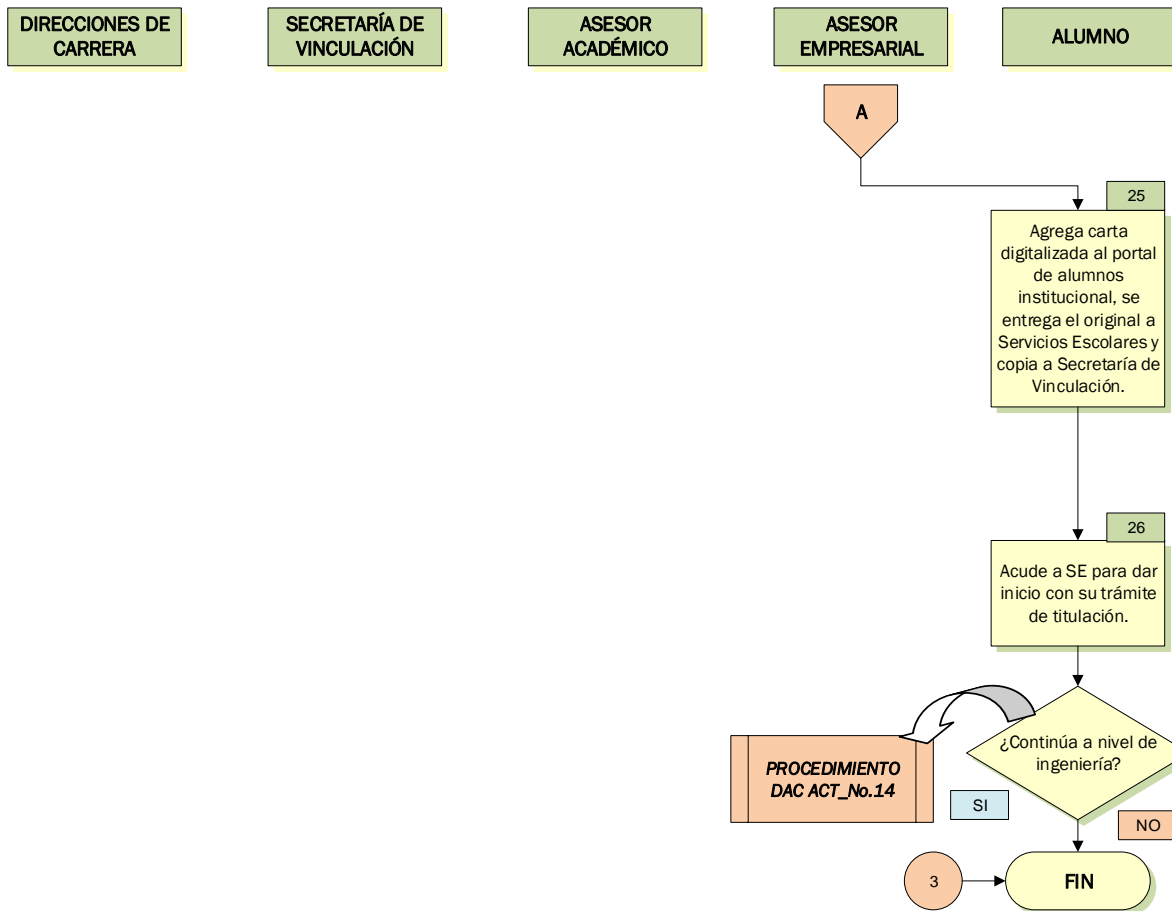 DIRECCIONES DE
CARRERA
SECRETARÍA DE
VINCULACIÓN
ASESOR
ACADÉMICO
ASESOR
EMPRESARIAL
ALUMNO
A
25
Agrega carta
digitalizada al portal
de alumnos
institucional, se
entrega el original a
Servicios Escolares y
copia a Secretaría de
Vinculación.
26
Acude a SE para dar
inicio con su trámite
de titulación.
¿Continúa a nivel de
ingeniería?
PROCEDIMIENTO
DAC ACT_No.14
SI
NO
3
FIN